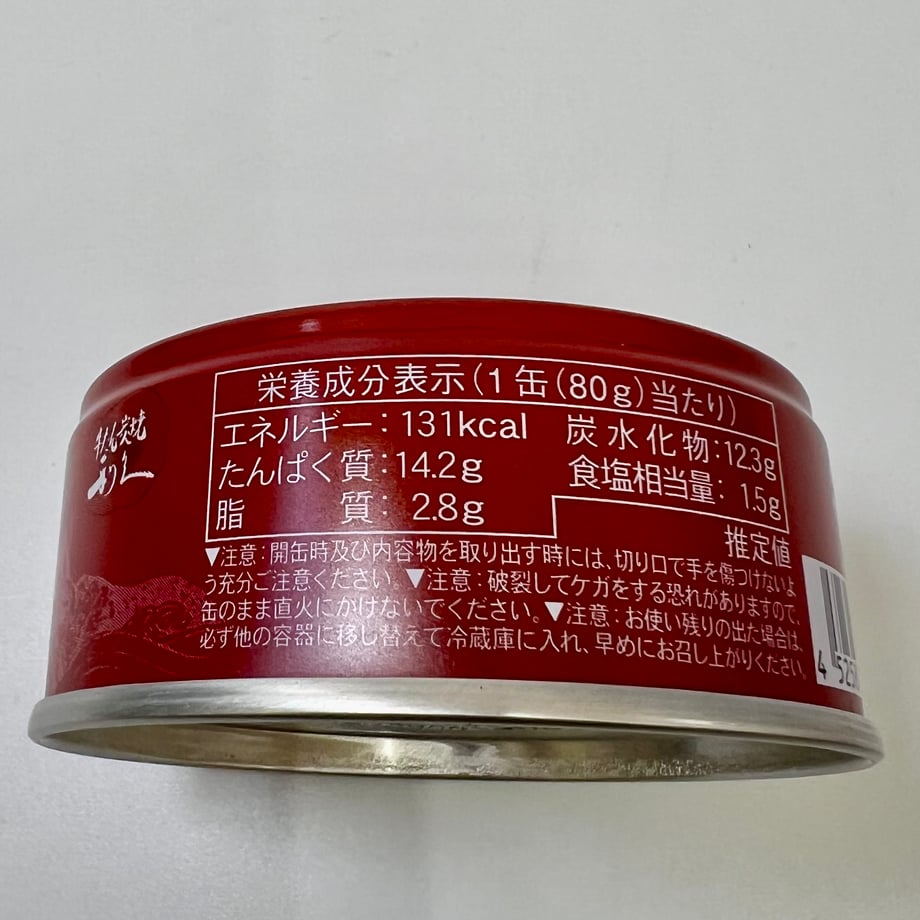 牛たん炭焼
利久
栄養成分表示(1缶(80g)当たり)
エネルギー:131kcal 炭水化物:12.3g
たんぱく質:14.2g 食塩相当量:1.5g
脂質:2.8g
推定値
▼注意:開缶時及び内容物を取り出す時には、切り口で手を傷つけないよ
う充分ご注意ください。▼注意:破裂してケガをする恐れがありますので、
缶のまま直火にかけないでください。▼注意:お使い残りの出た場合は、
必ず他の容器に移し替えて冷蔵庫に入れ、早めにお召し上がりください。